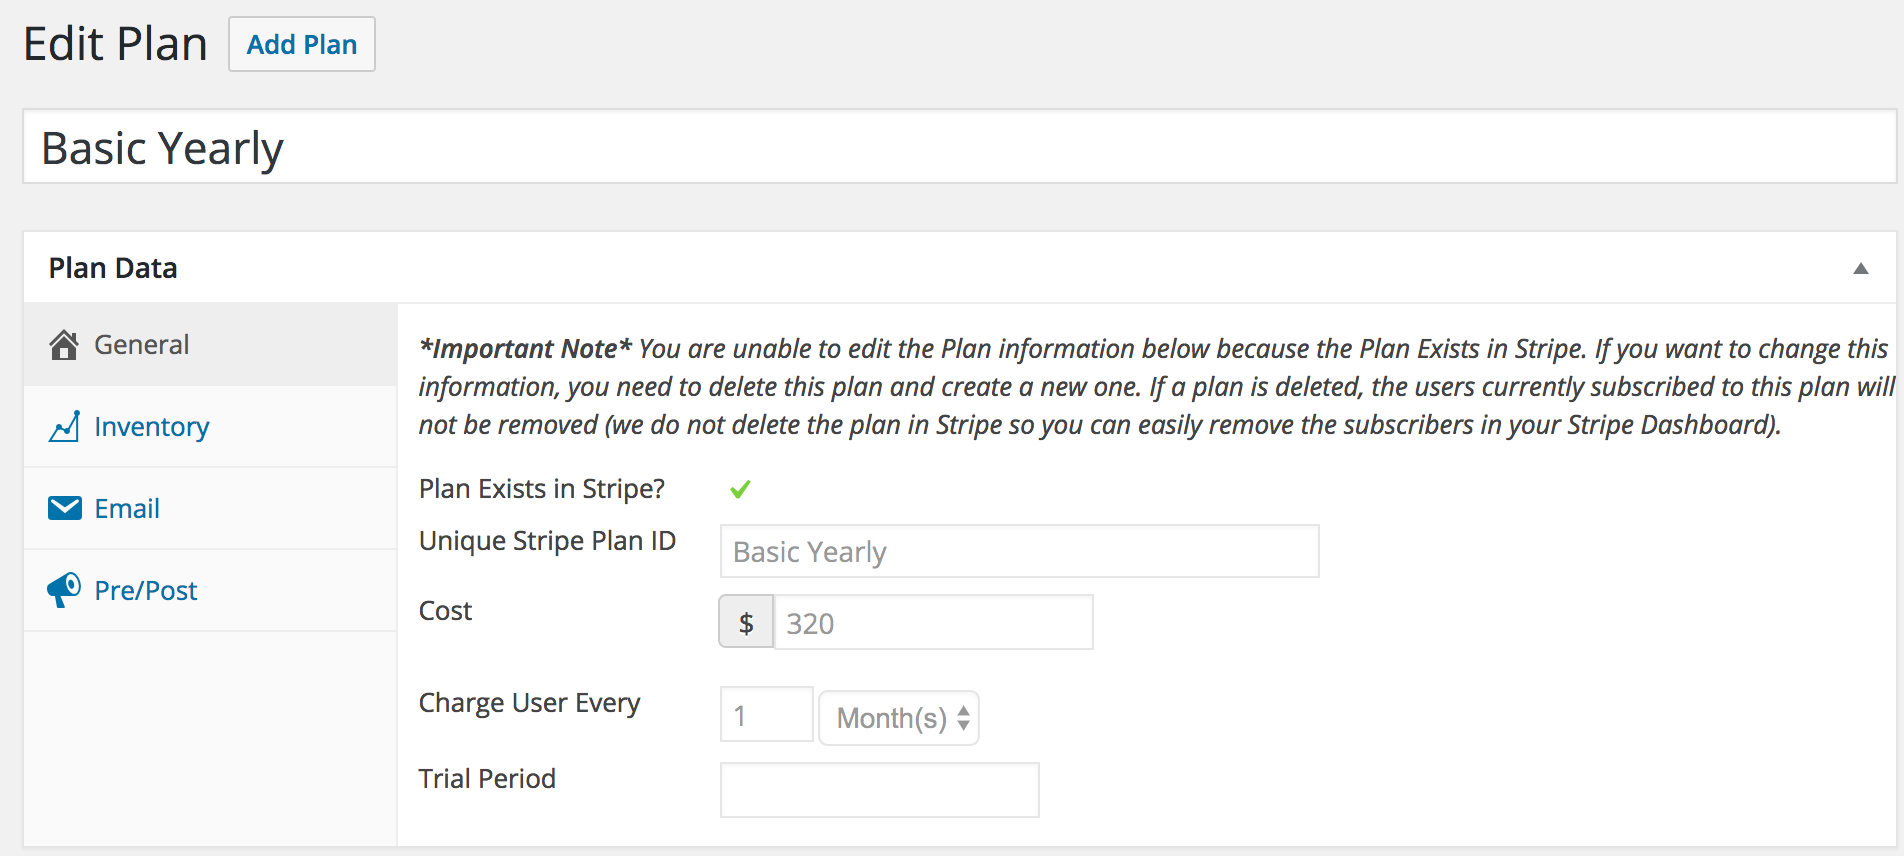 Edit Plan Add Plan
Basic Yearly
Plan Data
General
Inventory
Email
Pre/Post
*Important Note* You are unable to edit the Plan information below because the Plan Exists in Stripe. If you want to change this
information, you need to delete this plan and create a new one. If a plan is deleted, the users currently subscribed to this plan will
not be removed (we do not delete the plan in Stripe so you can easily remove the subscribers in your Stripe Dashboard).
Plan Exists in Stripe?
Unique Stripe Plan ID Basic Yearly
Cost $ 320
Charge User Every 1 Month(s)
Trial Period